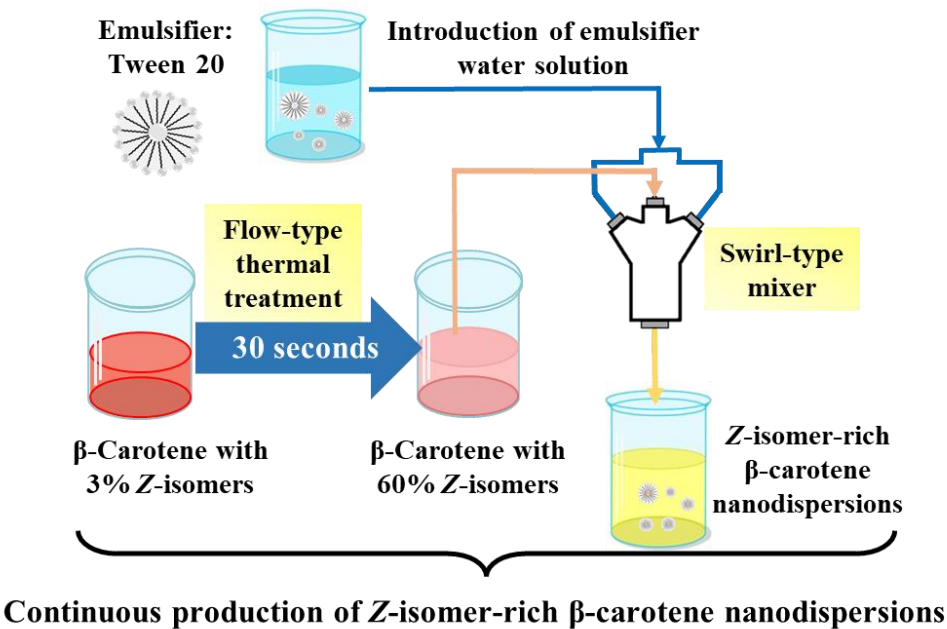 Emulsifier:
Tween 20
Introduction of emulsifier
water solution
Flow-type
thermal
treatment
30 seconds
Swirl-type
mixer
β-Carotene with
3% Z-isomers
β-Carotene with
60% Z-isomers
Z-isomer-rich
β-carotene
nanodispersions
Continuous production of Z-isomer-rich β-carotene nanodispersions